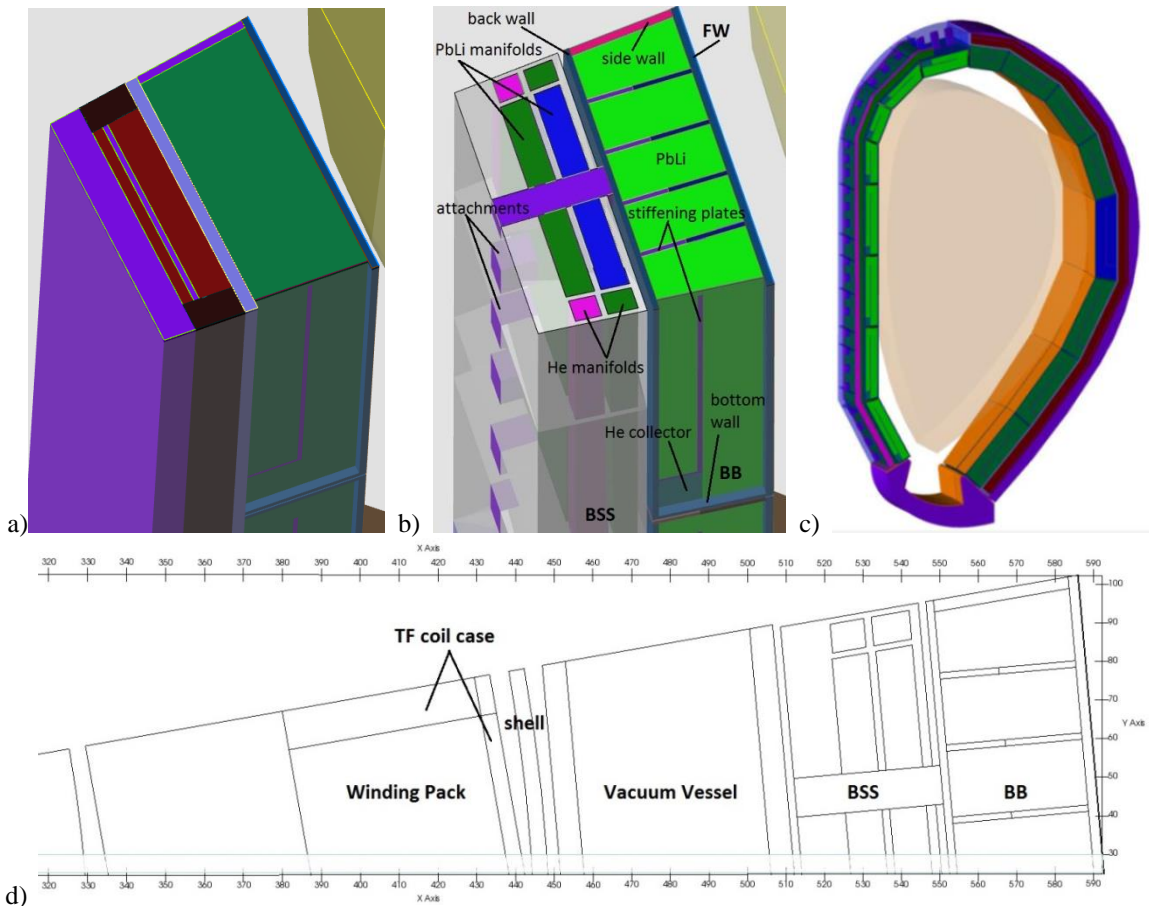 back wall
FW
PbLi manifolds
side wall
PbLi
attachments
stiffening plates
He manifolds
He collector
bottom
wall
BB
BSS
a)
b)
c)
X Axis
320 330 340 350 360 370 380 390 400 410 420 430 440 450 460 470 480 490 500 510 520 530 540 550 560 570 580 590
TF coil case
shell
Winding Pack
Vacuum Vessel
BSS
BB
100
90
80
70
60
50
40
30
Y Axis
320 330 340 350 360 370 380 390 400 410 420 430 440 450 460 470 480 490 500 510 520 530 540 550 560 570 580 590
X Axis
d)